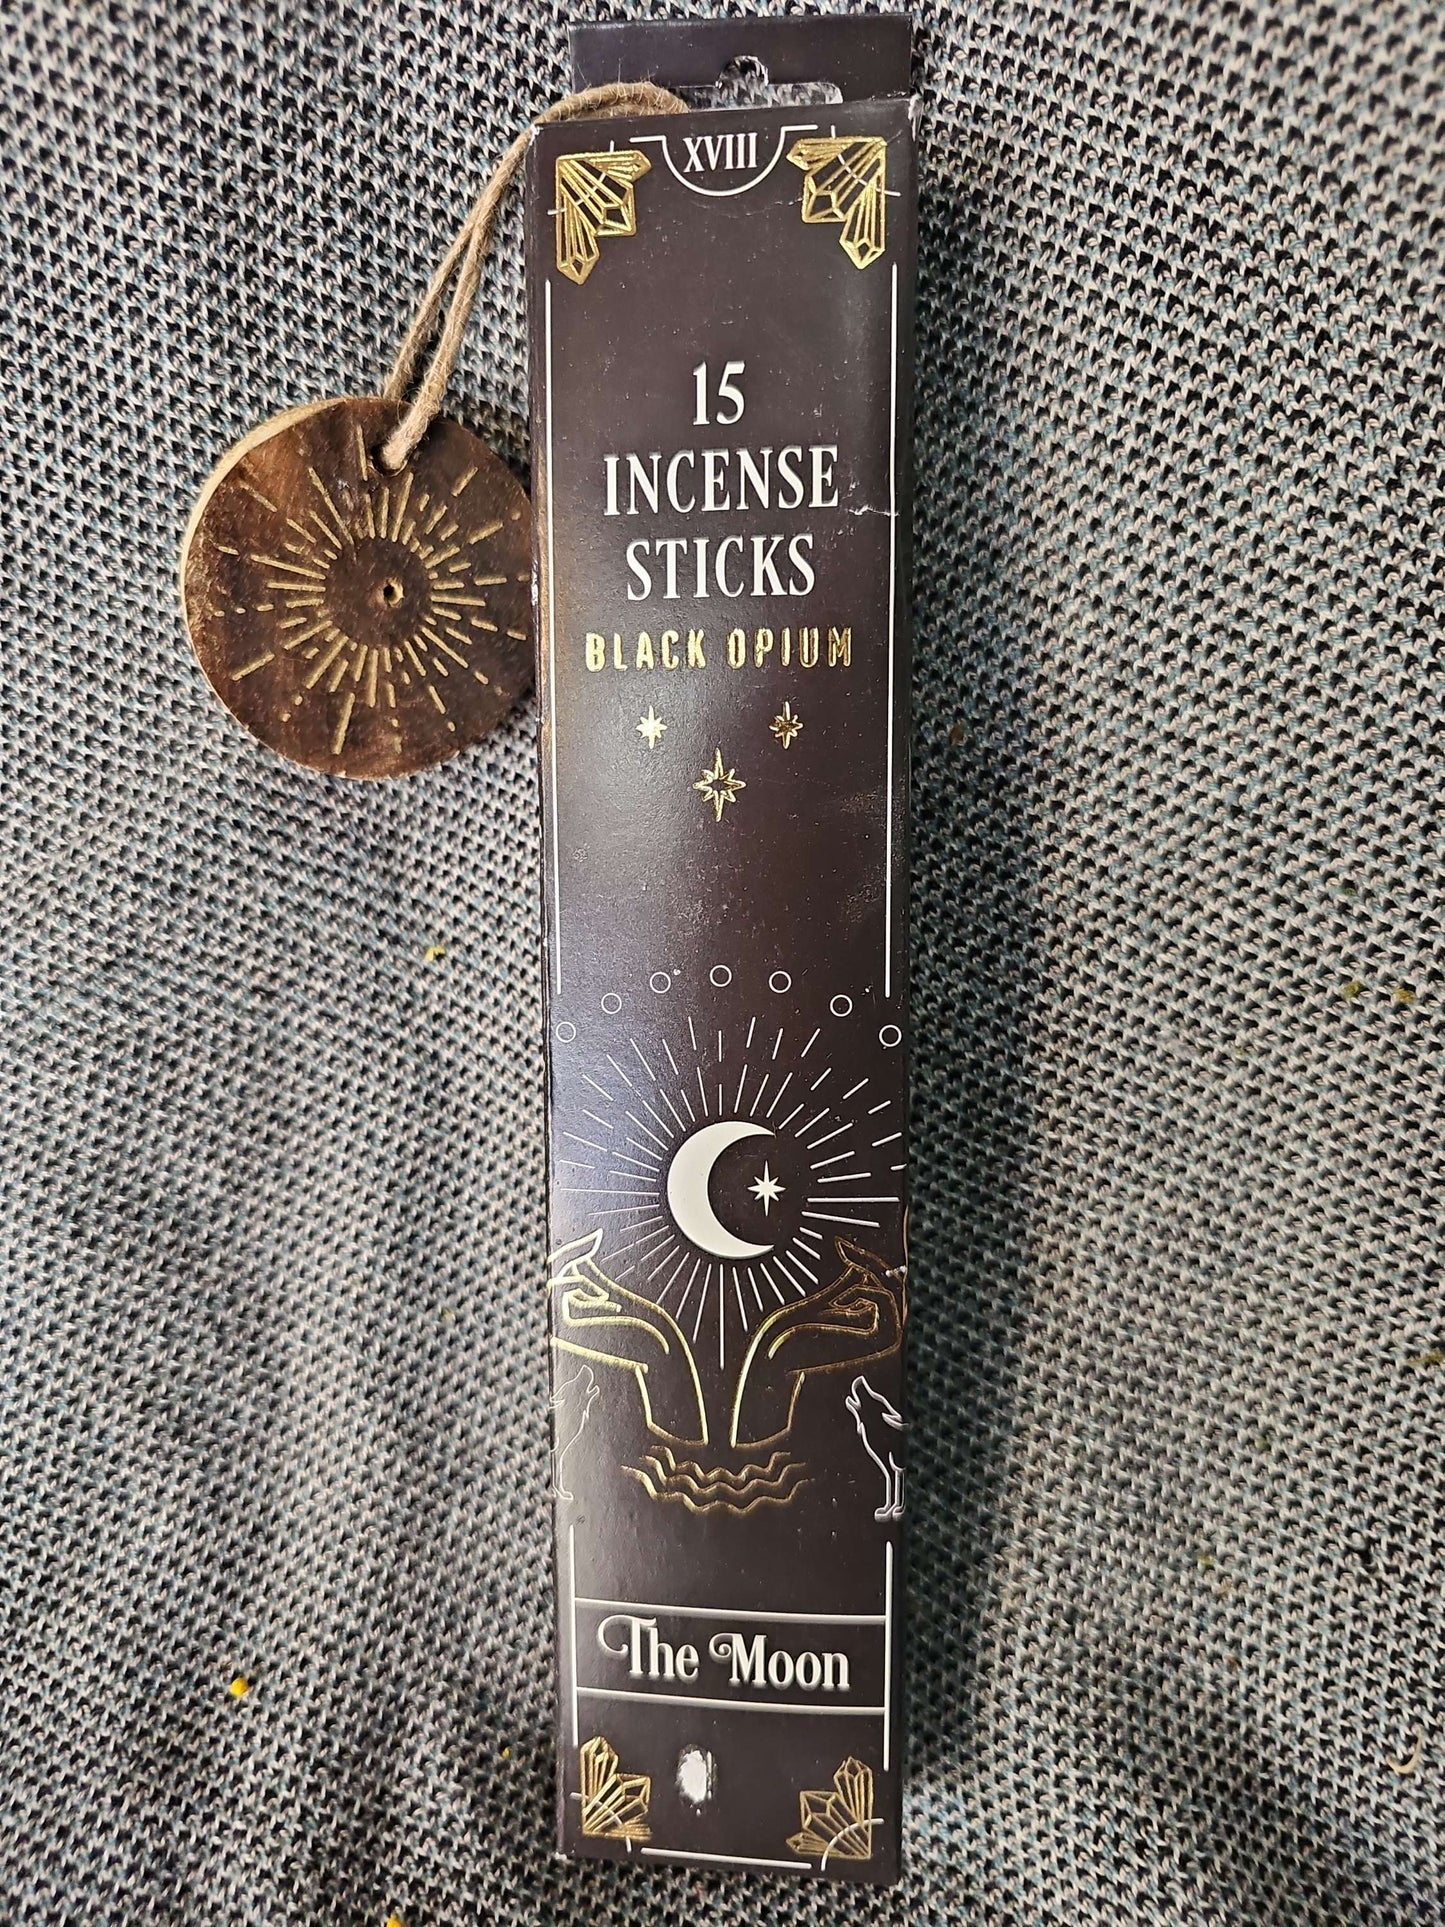 XVIII
15
INCENSE
STICKS
BLACK OPIUM
The Moon